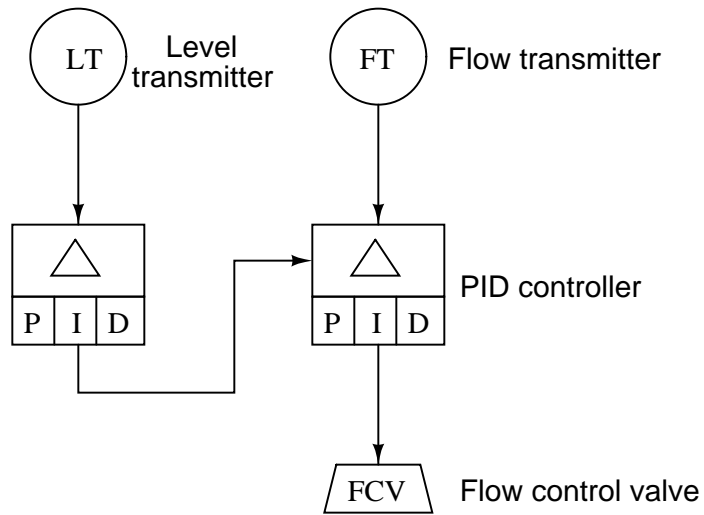 LT
Level
transmitter
FT
Flow transmitter
P I D
P I D
PID controller
FCV
Flow control valve